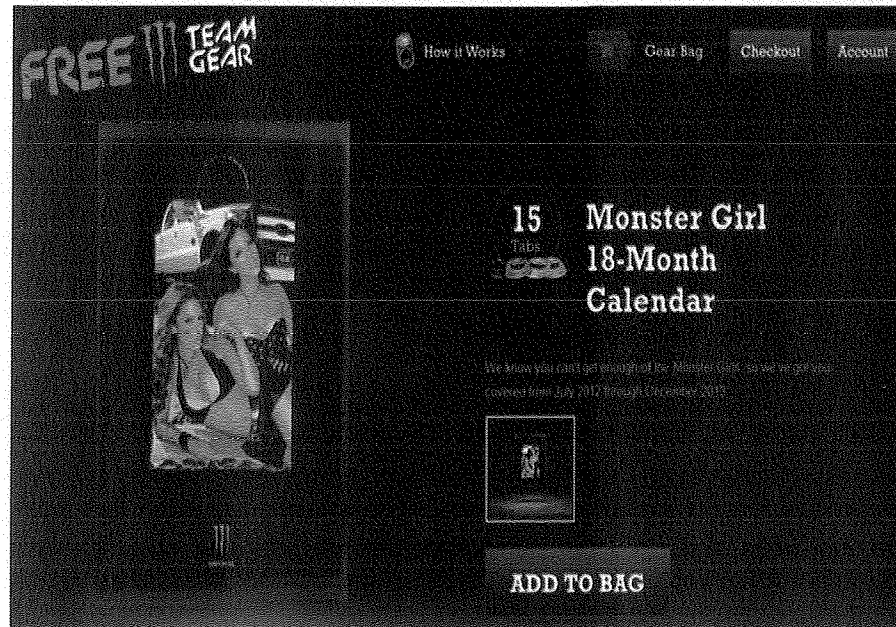 FREE TEAM
GEAR
How it Works
Gear Bag
Checkout
Account
15
Tabs
Monster Girl
18-Month
Calendar
We know you can't get enough of the Monster Girls, so we've got you
covered from July 2012 through December 2013.
ADD TO BAG